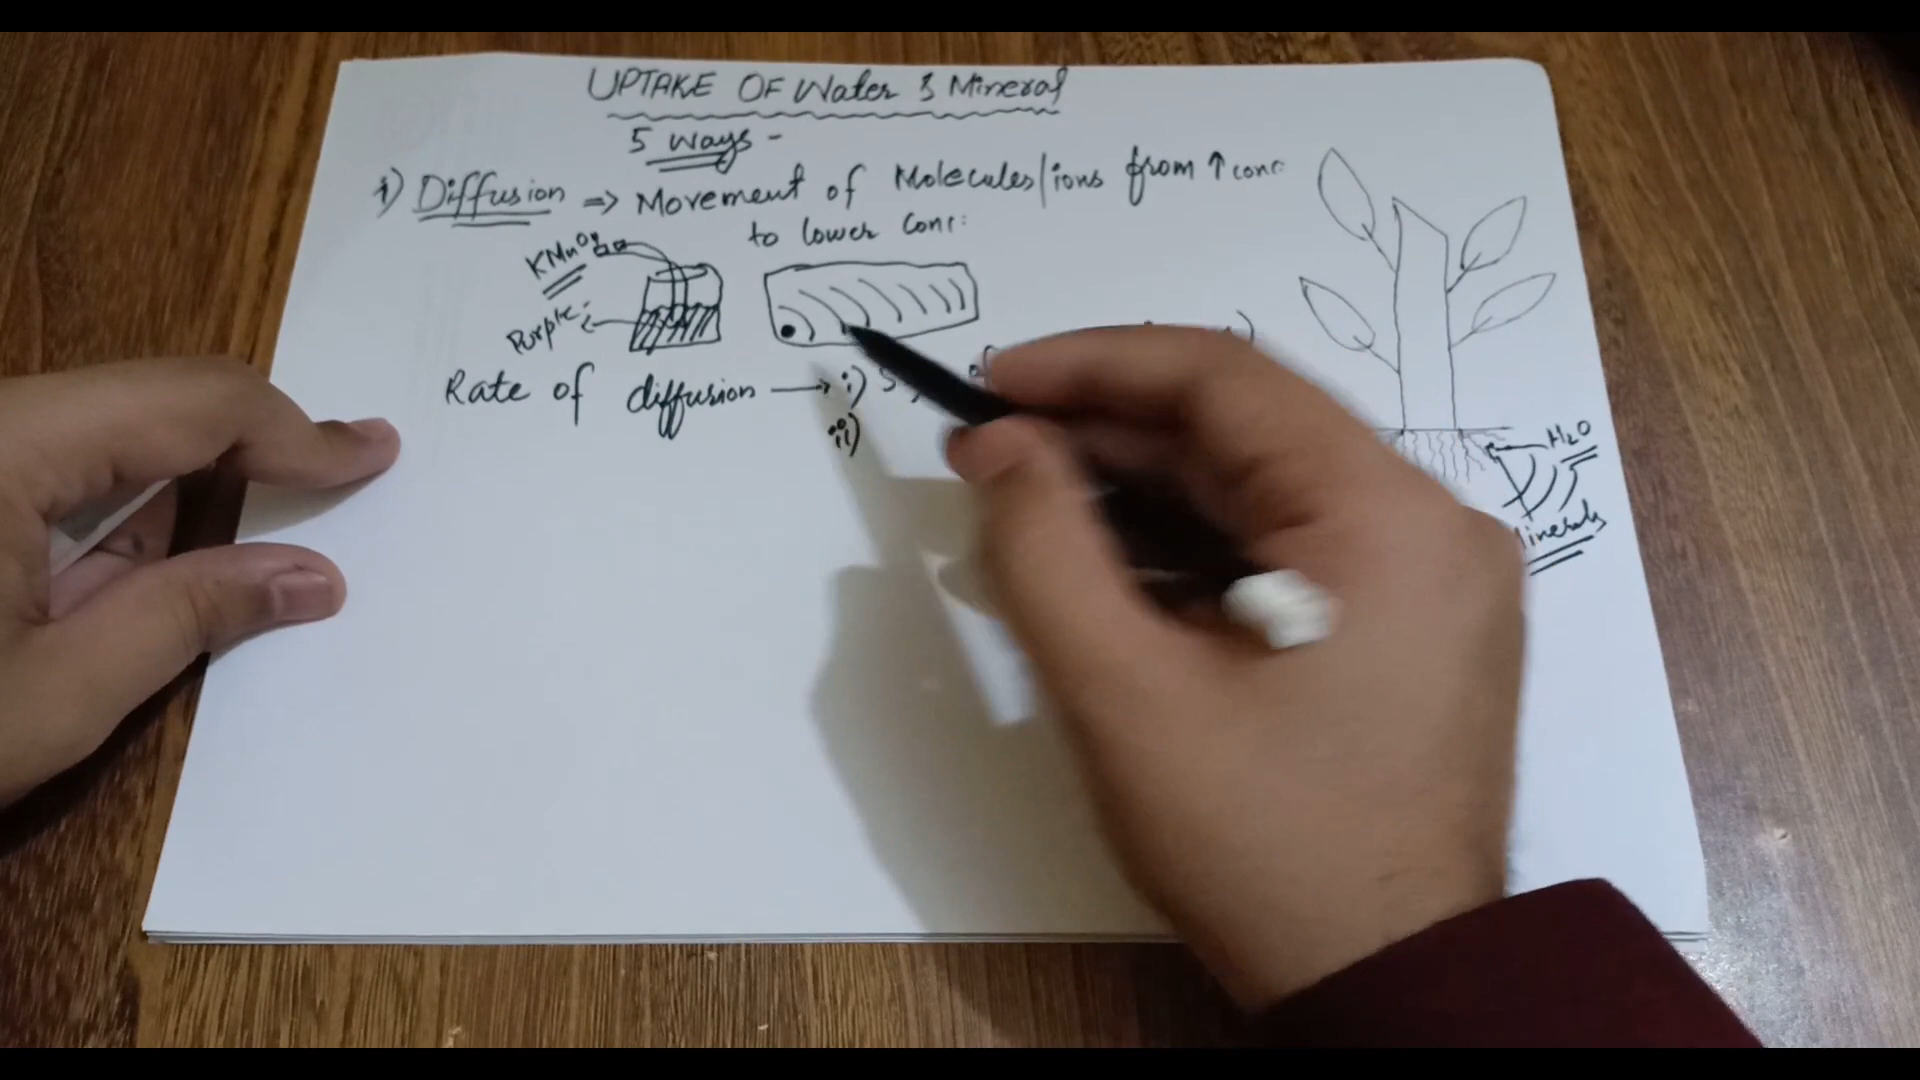 UPTAKE OF Water & Mineral
5 Ways -
i) Diffusion => Movement of Molecules/ions from ↑ conc
to lower conc:
KMnO4
Purple:
Rate of diffusion → i)
ii)
H2O
Minerals